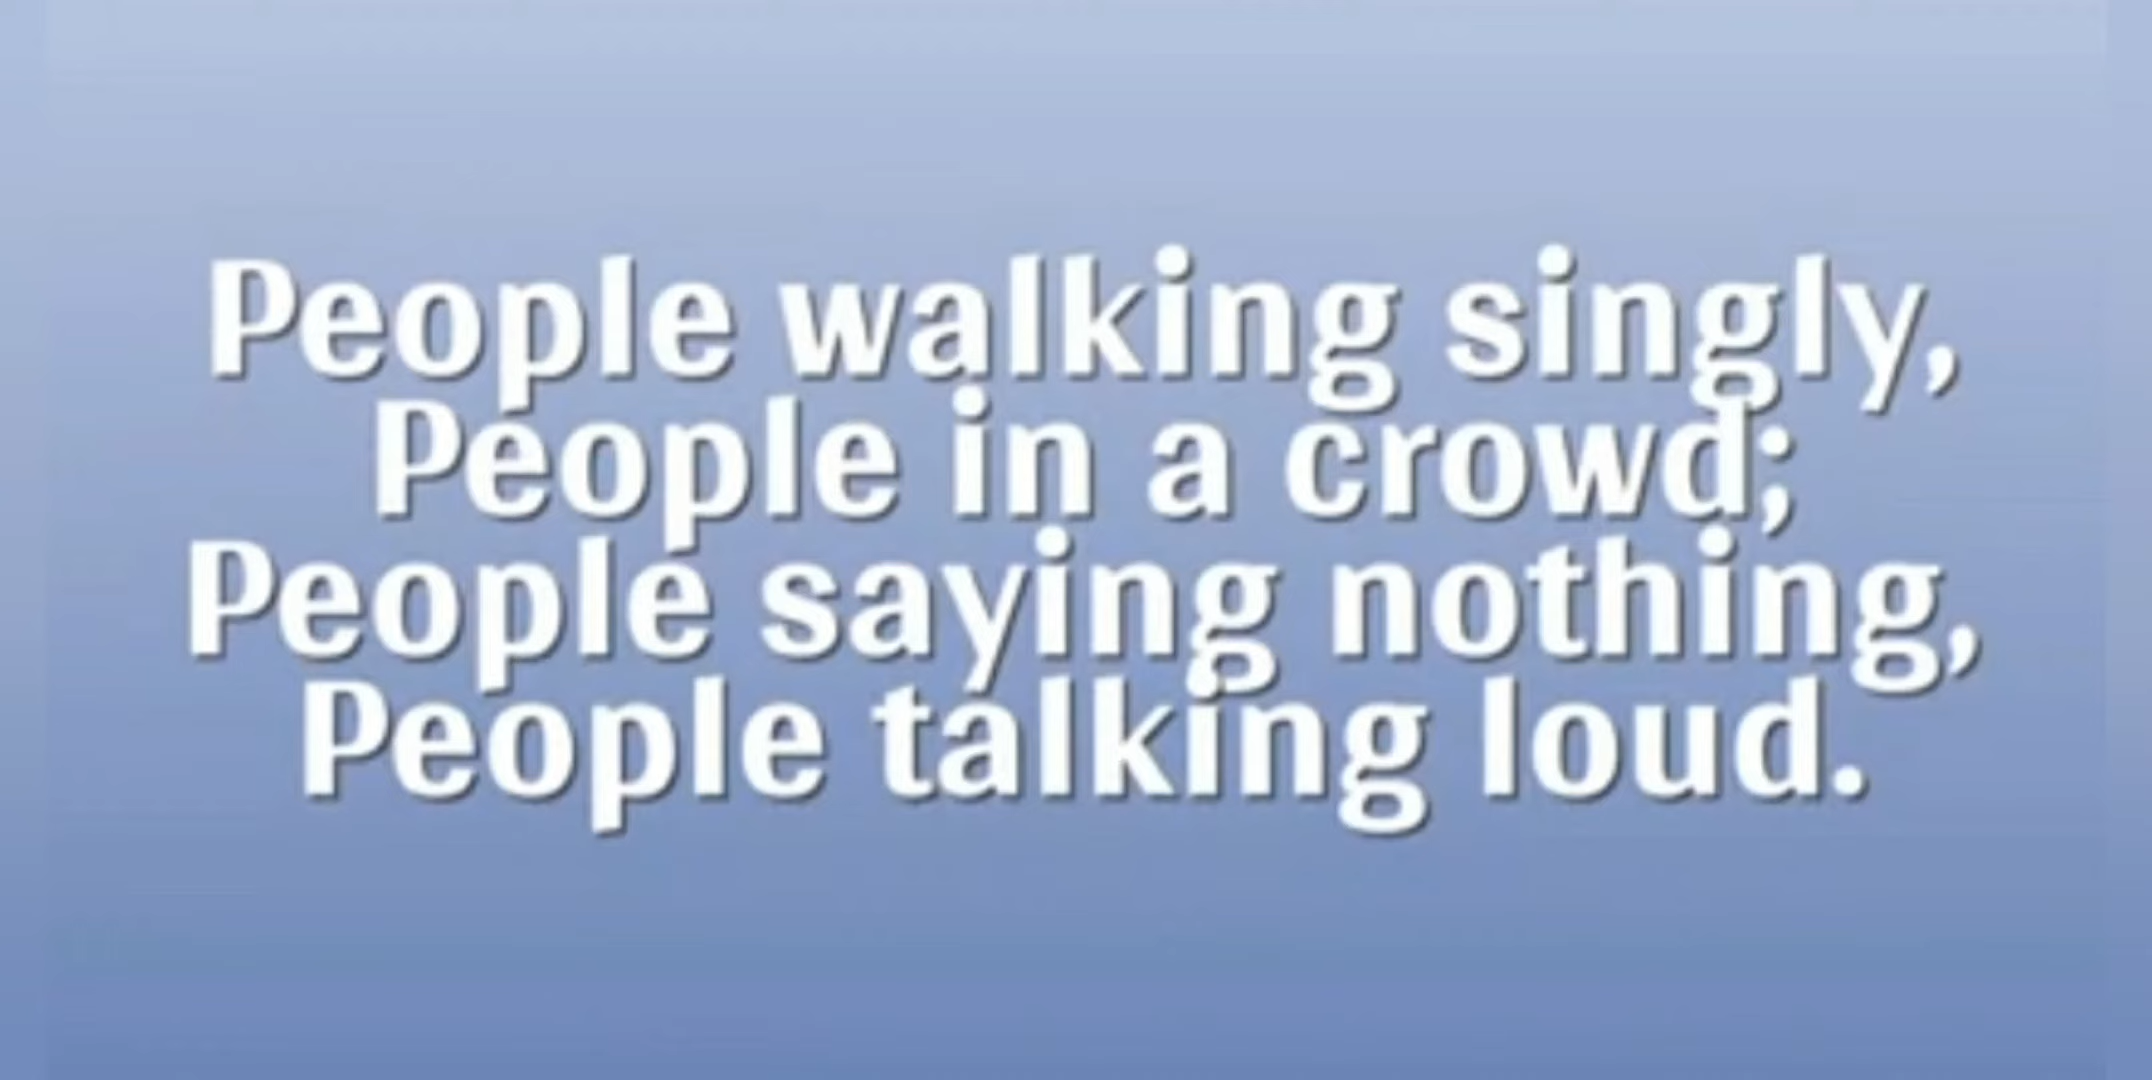 People walking singly,
People in a crowd;
People saying nothing,
People talking loud.